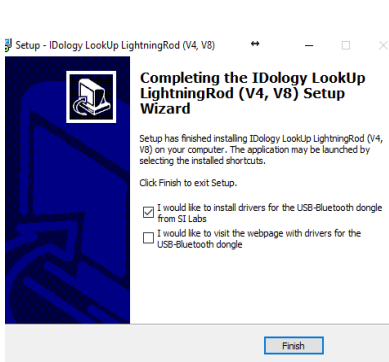 Setup - IDology LookUp LightningRod (V4, V8)
Completing the IDology LookUp
LightningRod (V4, V8) Setup
Wizard
Setup has finished installing IDology LookUp LightningRod (V4,
V8) on your computer. The application may be launched by
selecting the installed shortcuts.
Click Finish to exit Setup.
I would like to install drivers for the USB-Bluetooth dongle
from SI Labs
I would like to visit the webpage with drivers for the
USB-Bluetooth dongle
Finish